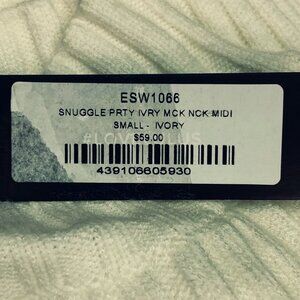 ESW1066
SNUGGLE PRTY IVRY MCK NCK MIDI
SMALL - IVORY
$59.00
439106605930